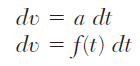 dv = a dt
dv = f(t) dt